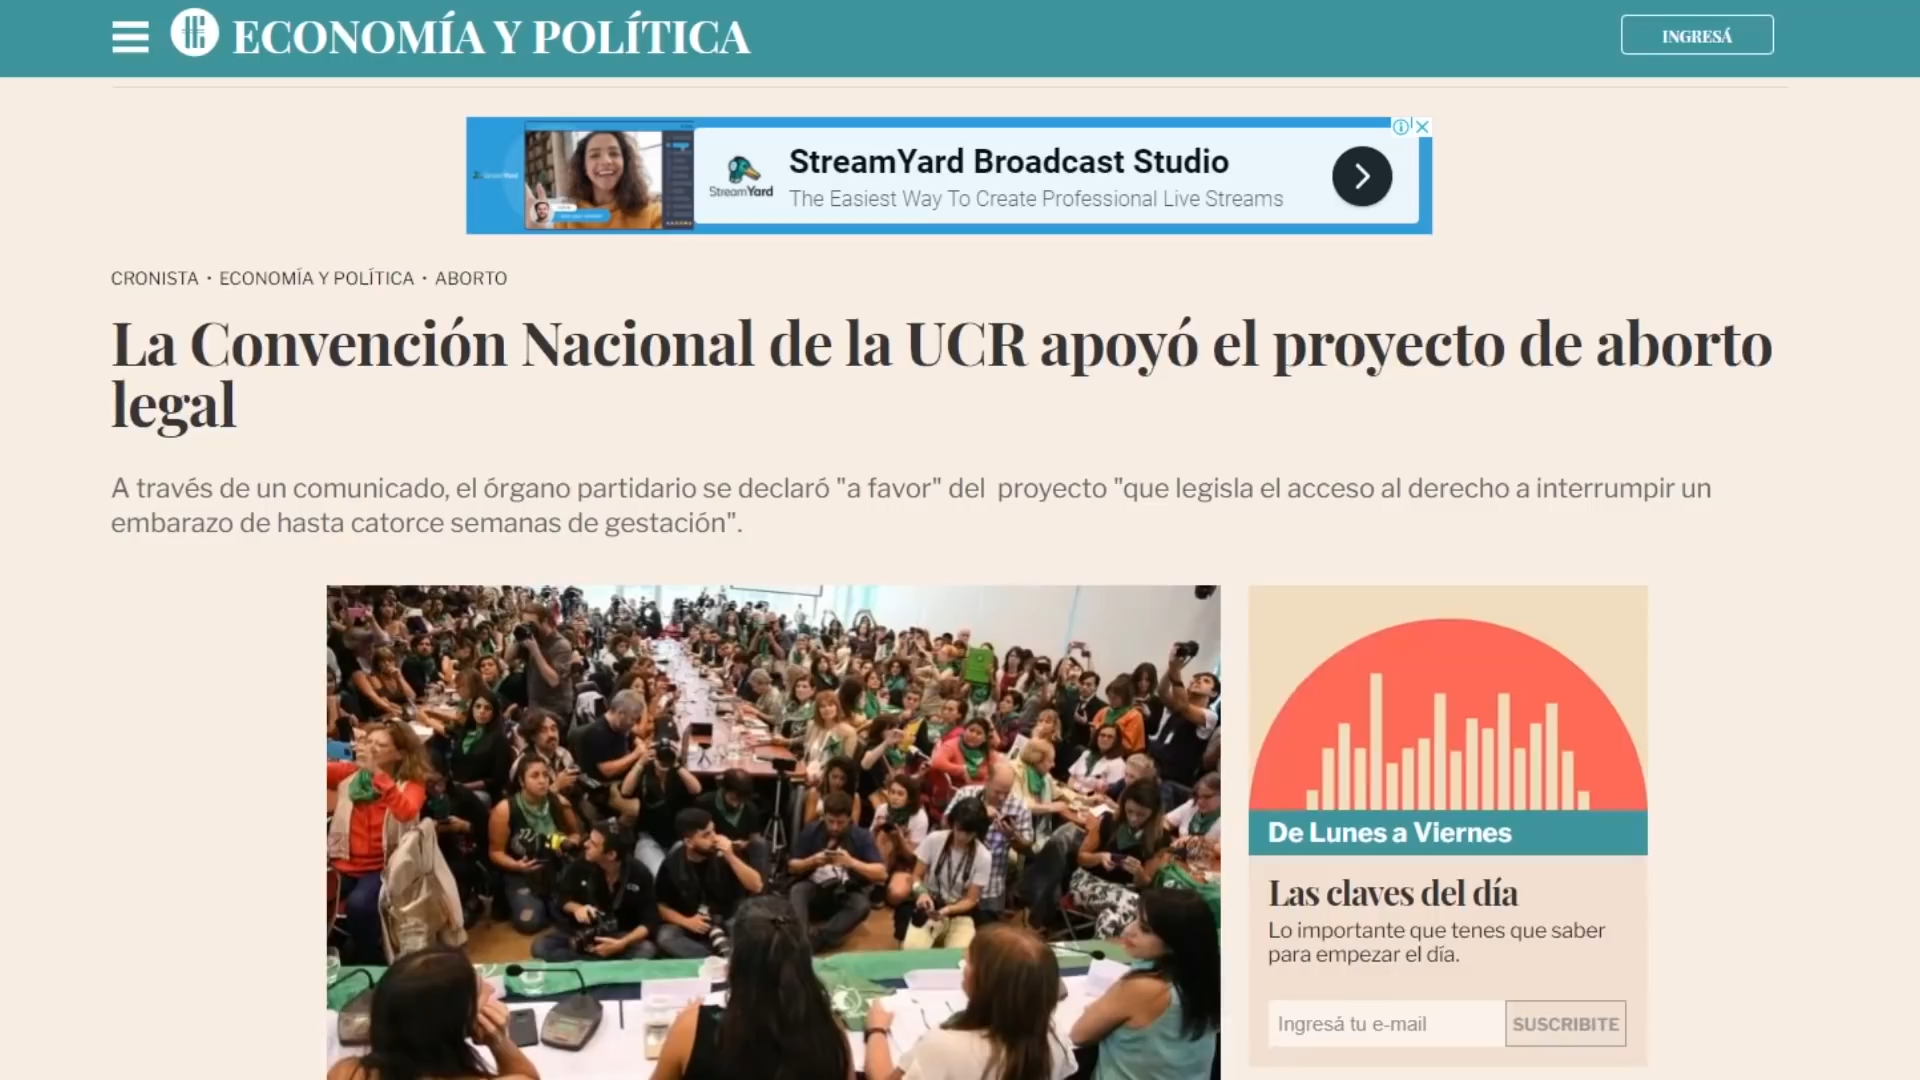 ECONOMÍA Y POLÍTICA
INGRESÁ
StreamYard Broadcast Studio
StreamYard
The Easiest Way To Create Professional Live Streams
CRONISTA · ECONOMÍA Y POLÍTICA · ABORTO
La Convención Nacional de la UCR apoyó el proyecto de aborto
legal
A través de un comunicado, el órgano partidario se declaró "a favor" del proyecto "que legisla el acceso al derecho a interrumpir un
embarazo de hasta catorce semanas de gestación".
De Lunes a Viernes
Las claves del día
Lo importante que tenes que saber
para empezar el día.
Ingresá tu e-mail
SUSCRIBITE